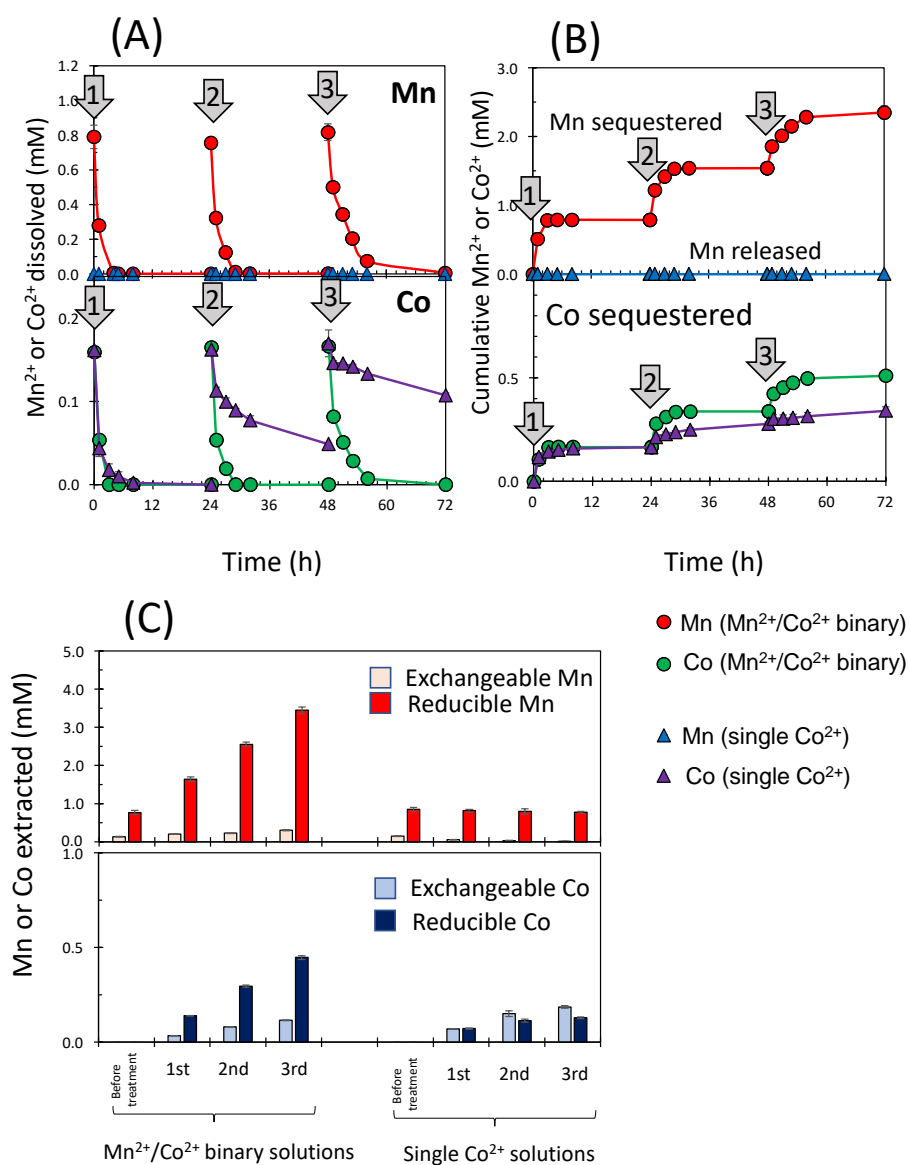 (A)
1.2
1.0
0.8
0.6
0.4
0.2
0.0
1
2
3
Mn
0.2
0.1
0.0
1
2
3
Co
0
12
24
36
48
60
72
Mn²⁺ or Co²⁺ dissolved (mM)
Time (h)
(B)
3.0
2.0
1.0
0.0
Mn sequestered
1
2
3
Mn released
Co sequestered
0.5
0.0
1
2
3
0
12
24
36
48
60
72
Cumulative Mn²⁺ or Co²⁺ (mM)
Time (h)
(C)
5.0
4.0
3.0
2.0
1.0
0.0
Exchangeable Mn
Reducible Mn
1.0
0.5
0.0
Exchangeable Co
Reducible Co
Mn or Co extracted (mM)
Before
treatment
1st
2nd
3rd
Before
treatment
1st
2nd
3rd
Mn²⁺/Co²⁺ binary solutions
Single Co²⁺ solutions
Mn (Mn²⁺/Co²⁺ binary)
Co (Mn²⁺/Co²⁺ binary)
Mn (single Co²⁺)
Co (single Co²⁺)